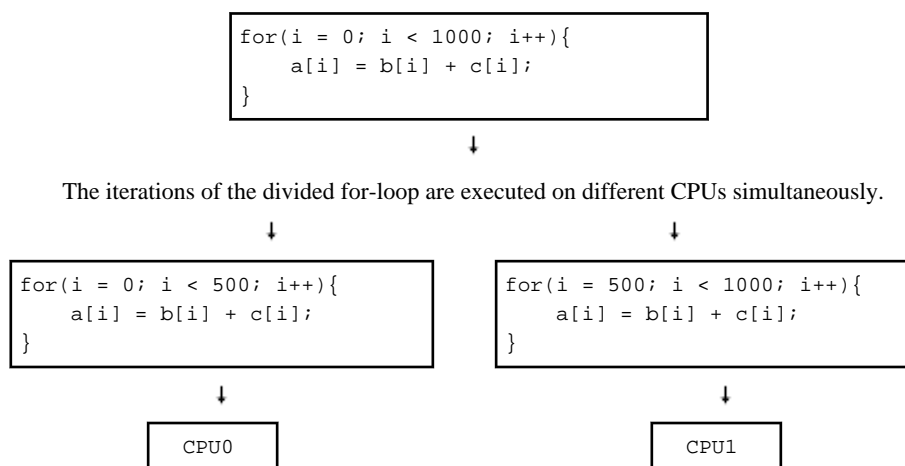 for(i = 0; i < 1000; i++){
    a[i] = b[i] + c[i];
}
The iterations of the divided for-loop are executed on different CPUs simultaneously.
for(i = 0; i < 500; i++){
    a[i] = b[i] + c[i];
}
for(i = 500; i < 1000; i++){
    a[i] = b[i] + c[i];
}
CPU0
CPU1